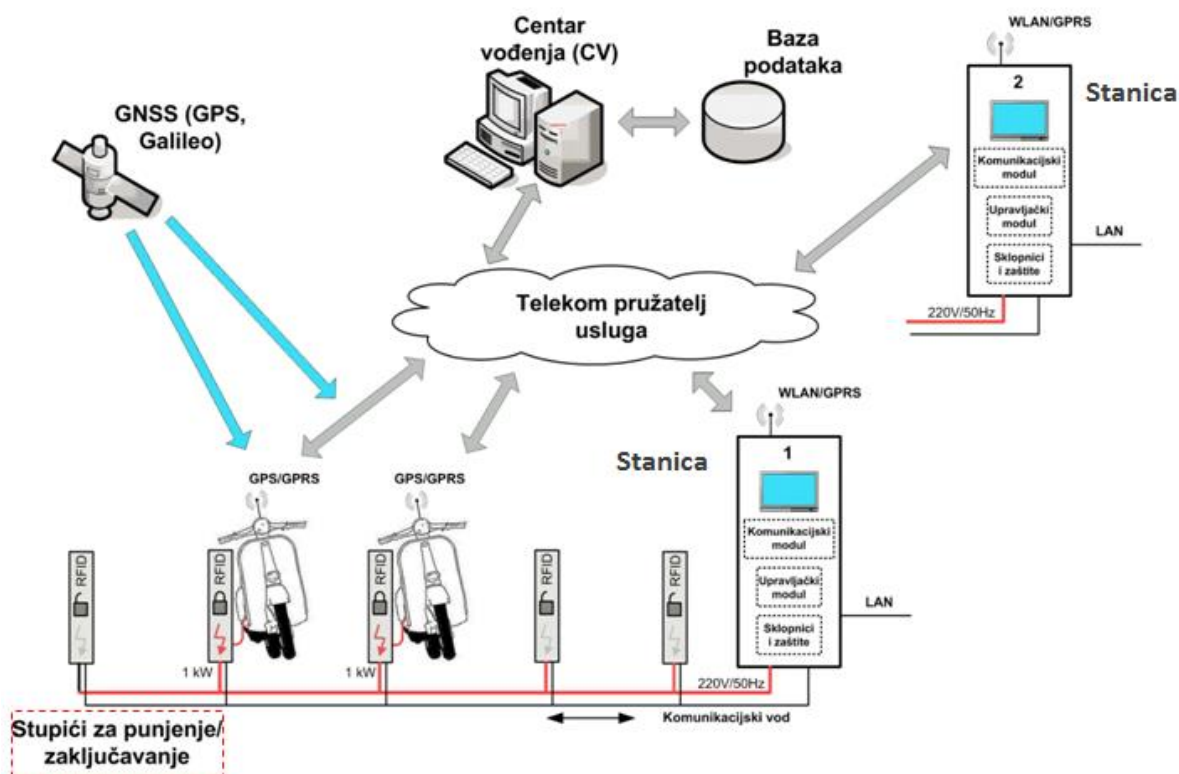 Centar
vođenja (CV)
Baza
podataka
WLAN/GPRS
GNSS (GPS,
Galileo)
2
Stanica
Komunikacijski
modul
Upravljački
modul
LAN
Sklopnici
i zaštite
220V/50Hz
Telekom pružatelj
usluga
WLAN/GPRS
Stanica
1
GPS/GPRS
GPS/GPRS
Komunikacijski
modul
RFID
RFID
RFID
RFID
RFID
Upravljački
modul
LAN
Sklopnici
i zaštite
1 kW
1 kW
220V/50Hz
Komunikacijski vod
Stupići za punjenje/
zaključavanje